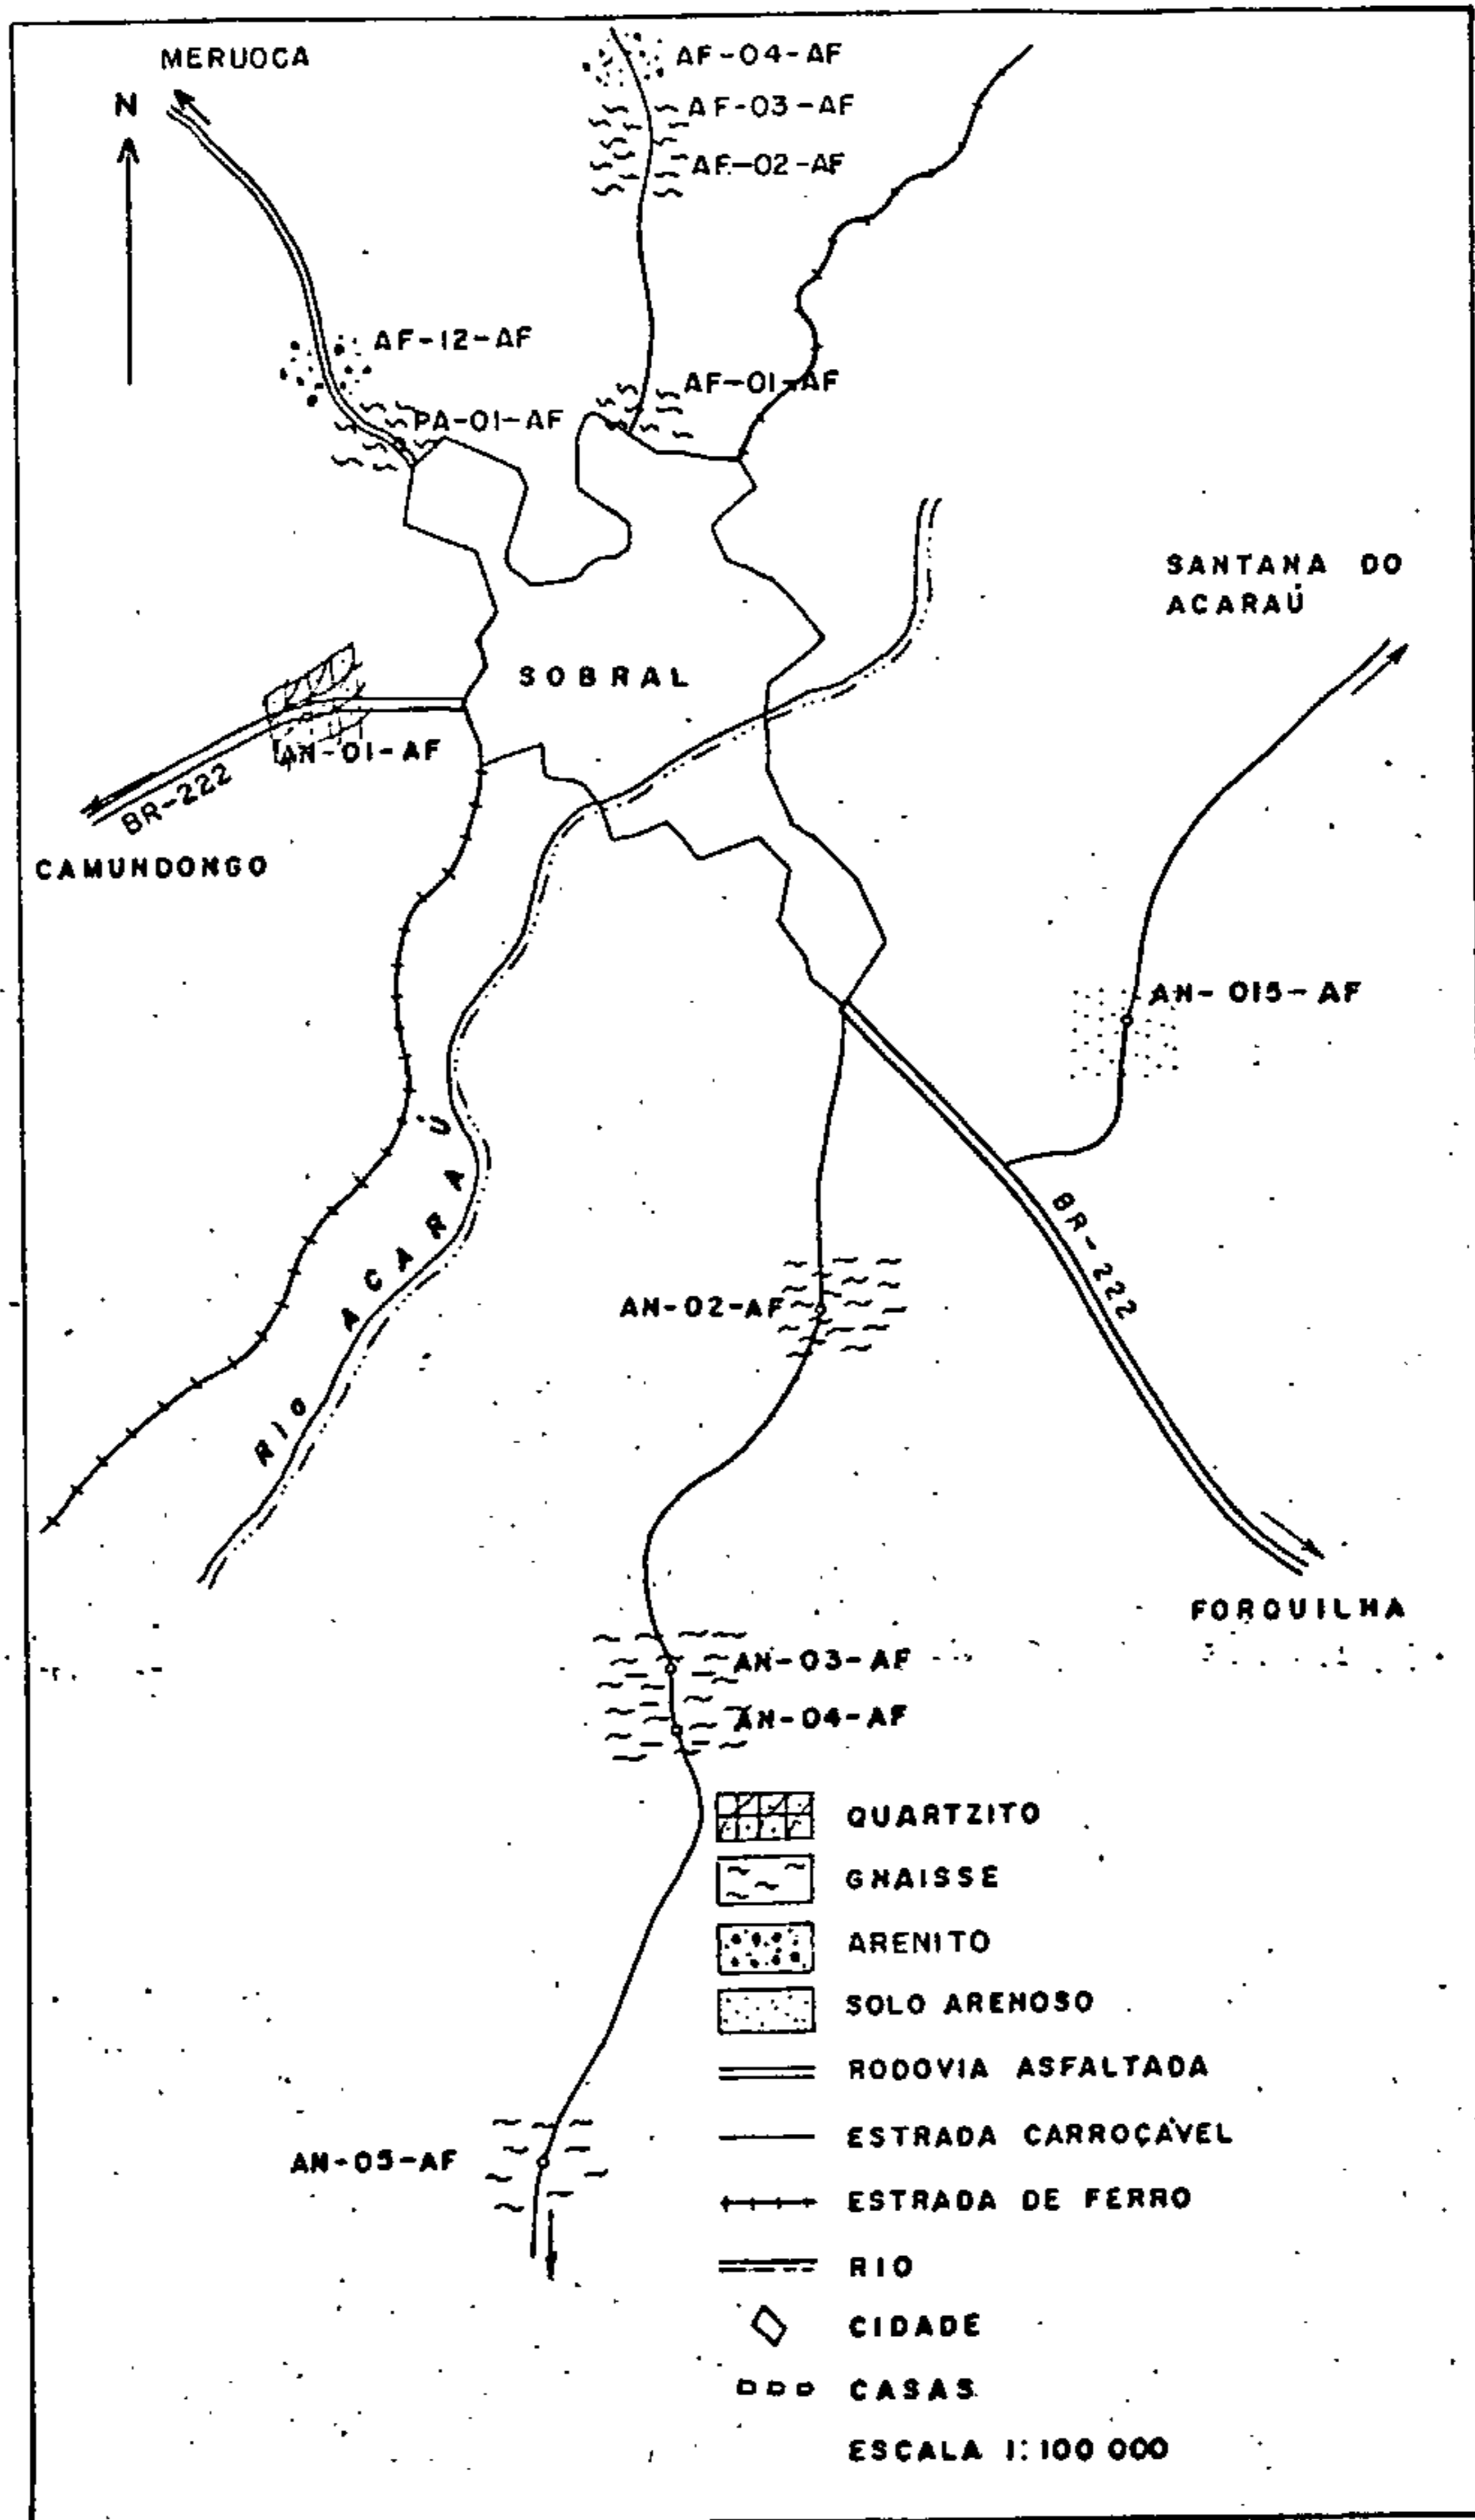 MERUOCA
N
AF-04-AF
AF-03-AF
AF-02-AF
AF-12-AF
PA-01-AF
AF-01-AF
SANTANA DO
ACARAÚ
SOBRAL
AN-01-AF
BR-222
CAMUNDONGO
AN-015-AF
RIO ACARAÚ
BR-222
AN-02-AF
FORQUILHA
AN-03-AF
AN-04-AF
QUARTZITO
GNAISSE
ARENITO
SOLO ARENOSO
RODOVIA ASFALTADA
ESTRADA CARROÇÁVEL
AN-05-AF
ESTRADA DE FERRO
RIO
CIDADE
CASAS
ESCALA 1:100 000